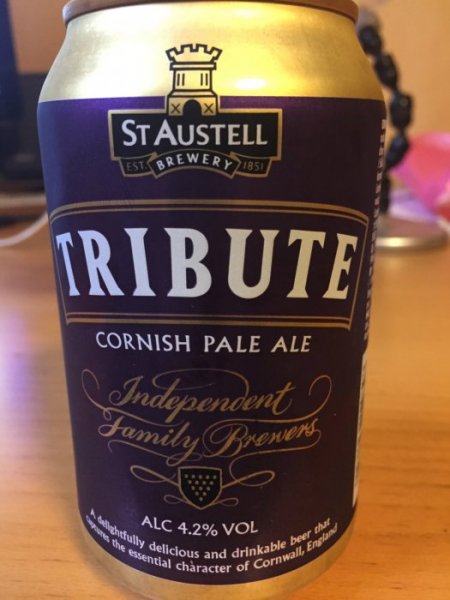 ST AUSTELL
EST. BREWERY 1851
TRIBUTE
CORNISH PALE ALE
Independent
Family Brewers
ALC 4.2% VOL
A delightfully delicious and drinkable beer that
captures the essential character of Cornwall, England